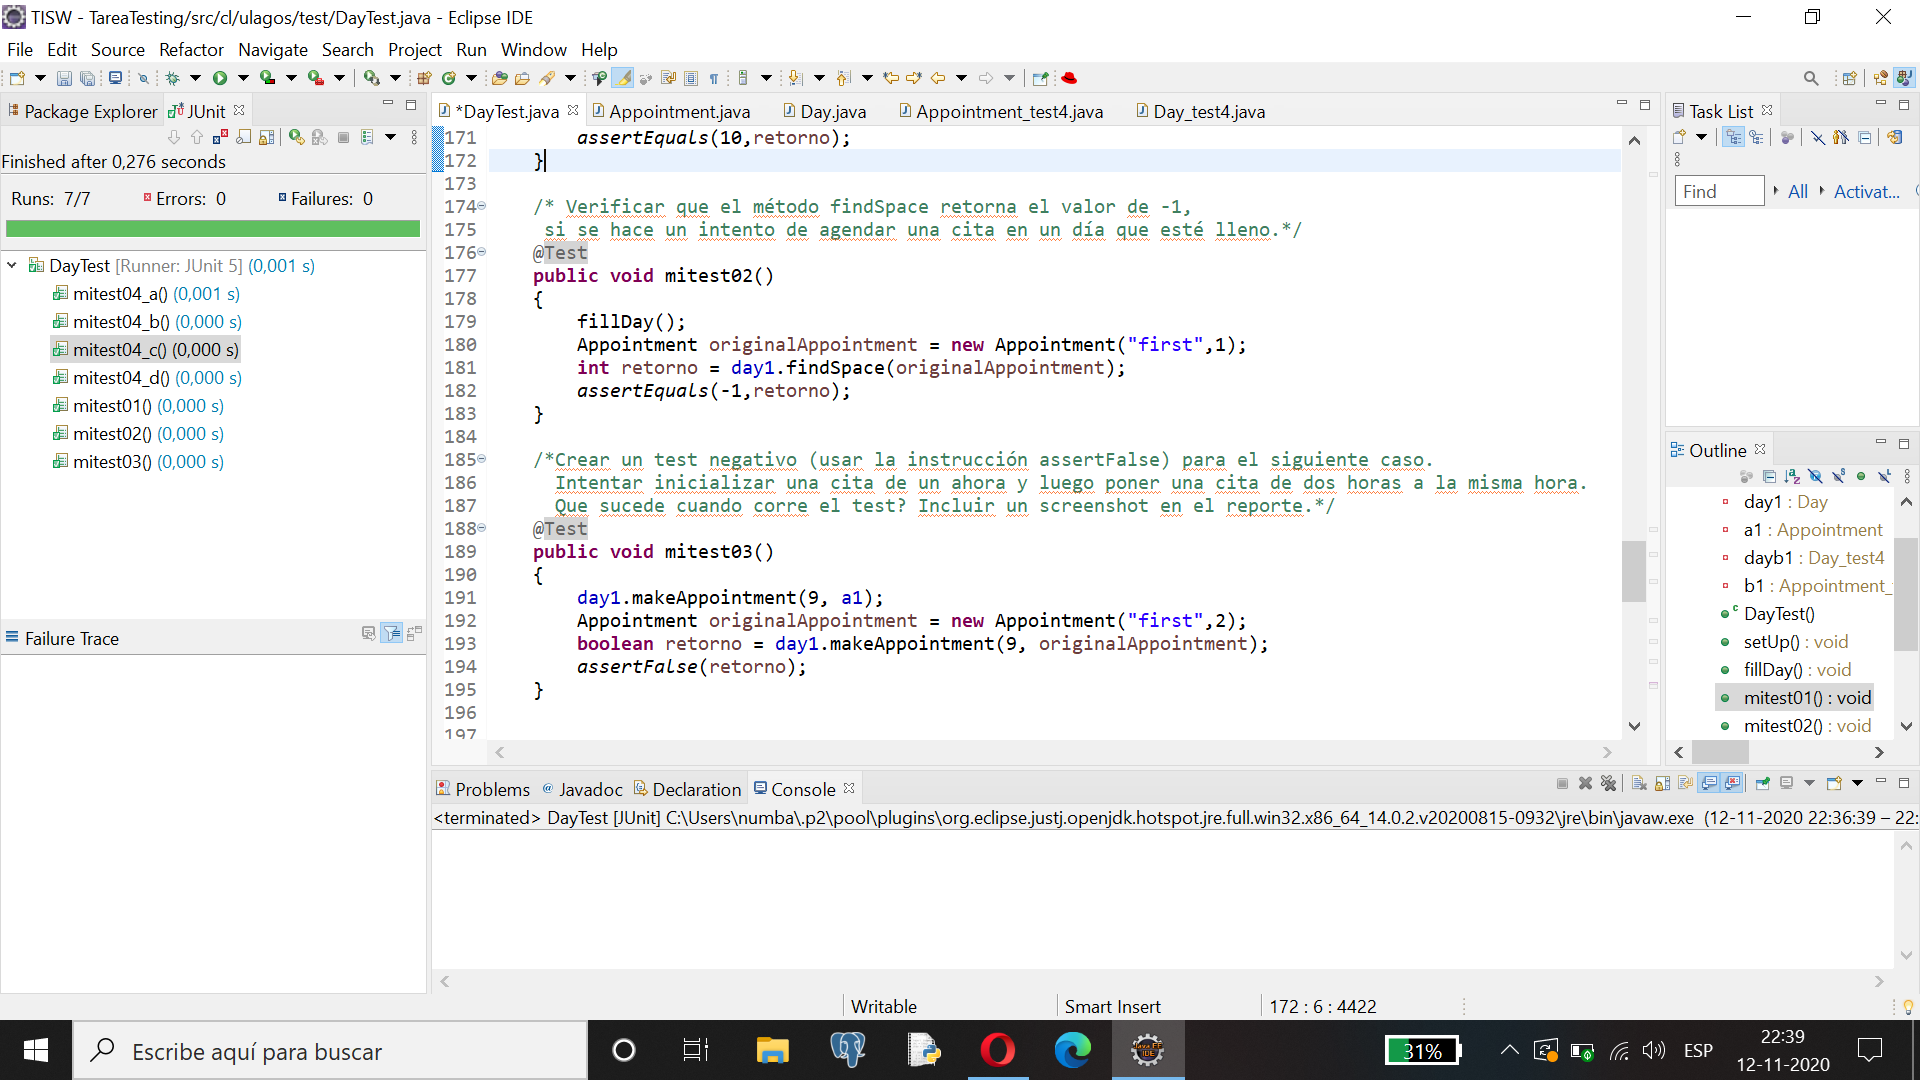 TISW - TareaTesting/src/cl/ulagos/test/DayTest.java - Eclipse IDE
File Edit Source Refactor Navigate Search Project Run Window Help
Package Explorer JUnit
Finished after 0,276 seconds
Runs: 7/7 Errors: 0 Failures: 0
DayTest [Runner: JUnit 5] (0,001 s)
mitest04_a() (0,001 s)
mitest04_b() (0,000 s)
mitest04_c() (0,000 s)
mitest04_d() (0,000 s)
mitest01() (0,000 s)
mitest02() (0,000 s)
mitest03() (0,000 s)
Failure Trace
*DayTest.java Appointment.java Day.java Appointment_test4.java Day_test4.java
171 assertEquals(10,retorno);
172 }
173
174 /* Verificar que el método findSpace retorna el valor de -1,
175 si se hace un intento de agendar una cita en un día que esté lleno.*/
176 @Test
177 public void mitest02()
178 {
179 fillDay();
180 Appointment originalAppointment = new Appointment("first",1);
181 int retorno = day1.findSpace(originalAppointment);
182 assertEquals(-1,retorno);
183 }
184
185 /*Crear un test negativo (usar la instrucción assertFalse) para el siguiente caso.
186 Intentar inicializar una cita de un ahora y luego poner una cita de dos horas a la misma hora.
187 Que sucede cuando corre el test? Incluir un screenshot en el reporte.*/
188 @Test
189 public void mitest03()
190 {
191 day1.makeAppointment(9, a1);
192 Appointment originalAppointment = new Appointment("first",2);
193 boolean retorno = day1.makeAppointment(9, originalAppointment);
194 assertFalse(retorno);
195 }
196
197
Task List
Find All Activat...
Outline
day1 : Day
a1 : Appointment
dayb1 : Day_test4
b1 : Appointment_
DayTest()
setUp() : void
fillDay() : void
mitest01() : void
mitest02() : void
Problems Javadoc Declaration Console
<terminated> DayTest [JUnit] C:\Users\numba\.p2\pool\plugins\org.eclipse.justj.openjdk.hotspot.jre.full.win32.x86_64_14.0.2.v20200815-0932\jre\bin\javaw.exe (12-11-2020 22:36:39 – 22:
Writable Smart Insert 172 : 6 : 4422
Escribe aquí para buscar
31% ESP 22:39
12-11-2020